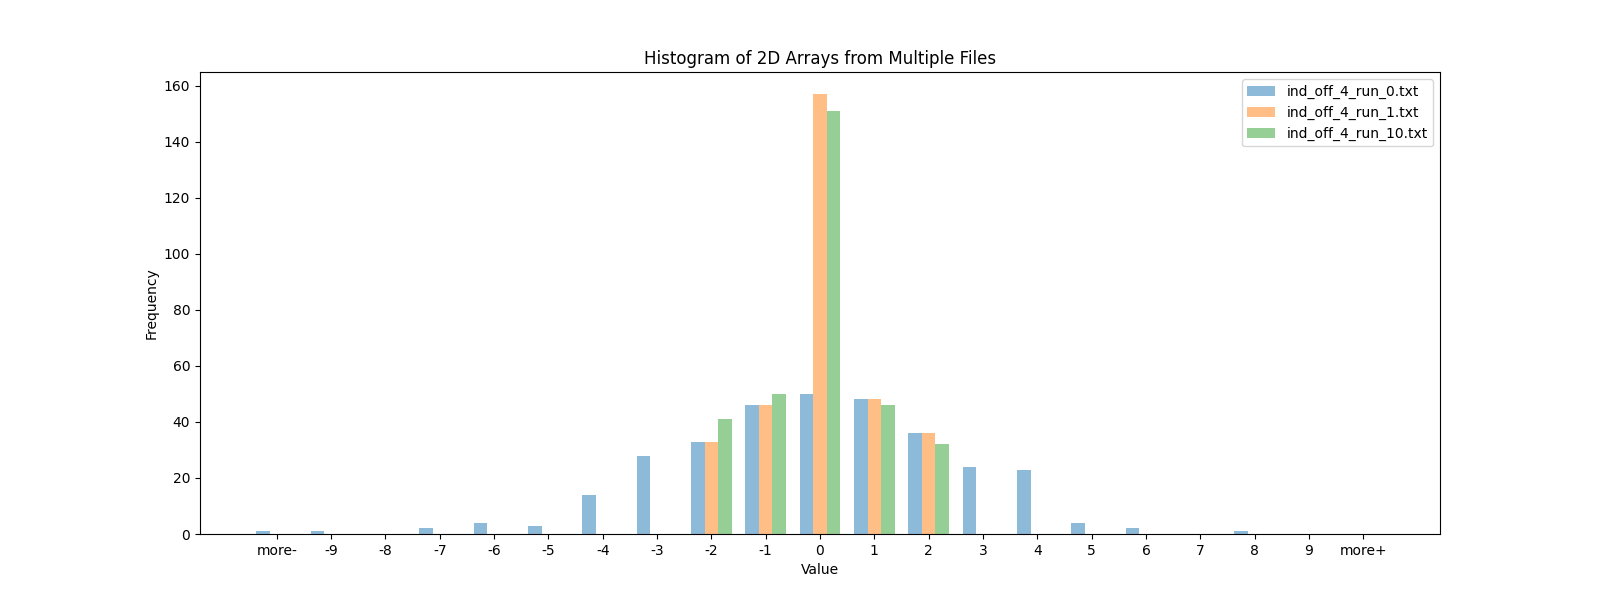 Histogram of 2D Arrays from Multiple Files
160
140
120
100
80
60
40
20
0
Frequency
ind_off_4_run_0.txt
ind_off_4_run_1.txt
ind_off_4_run_10.txt
more- -9 -8 -7 -6 -5 -4 -3 -2 -1 0 1 2 3 4 5 6 7 8 9 more+
Value